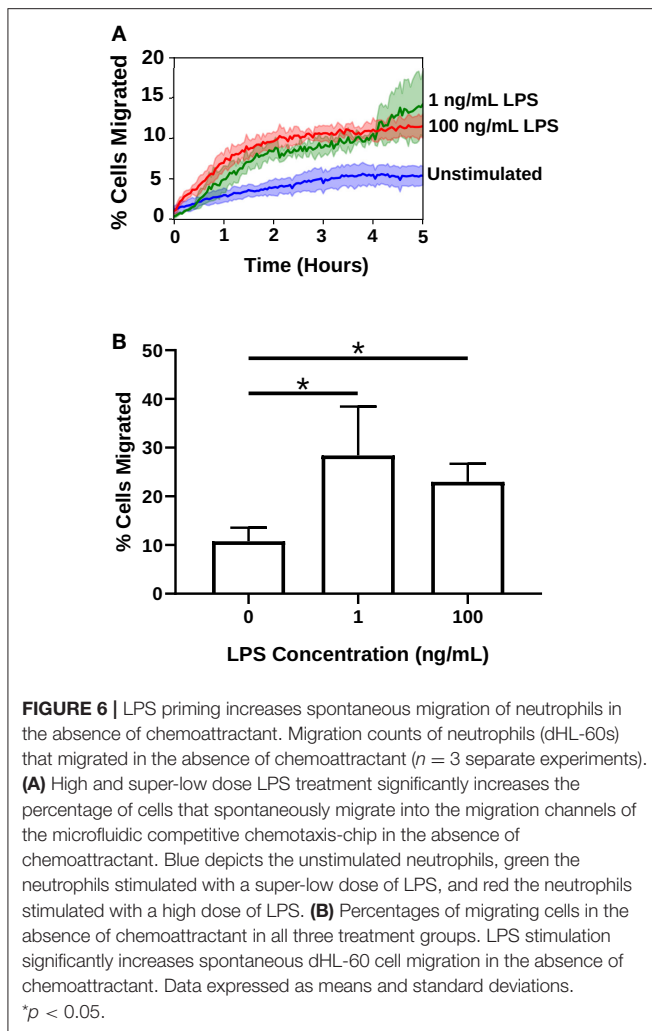 A
20
15
10
5
0
% Cells Migrated
1 ng/mL LPS
100 ng/mL LPS
Unstimulated
0 1 2 3 4 5
Time (Hours)
B
50
40
30
20
10
0
% Cells Migrated
*
*
0 1 100
LPS Concentration (ng/mL)
FIGURE 6 | LPS priming increases spontaneous migration of neutrophils in
the absence of chemoattractant. Migration counts of neutrophils (dHL-60s)
that migrated in the absence of chemoattractant (n = 3 separate experiments).
(A) High and super-low dose LPS treatment significantly increases the
percentage of cells that spontaneously migrate into the migration channels of
the microfluidic competitive chemotaxis-chip in the absence of
chemoattractant. Blue depicts the unstimulated neutrophils, green the
neutrophils stimulated with a super-low dose of LPS, and red the neutrophils
stimulated with a high dose of LPS. (B) Percentages of migrating cells in the
absence of chemoattractant in all three treatment groups. LPS stimulation
significantly increases spontaneous dHL-60 cell migration in the absence of
chemoattractant. Data expressed as means and standard deviations.
*p < 0.05.